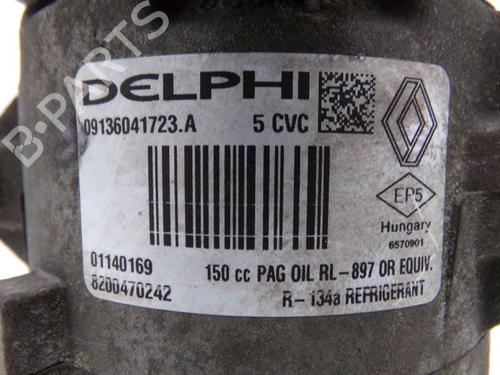 B-PARTS
DELPHI
09136041723.A 5 CVC
EP5
Hungary
6570901
01140169
8200470242
150 cc PAG OIL RL-897 OR EQUIV.
R-134a REFRIGERANT